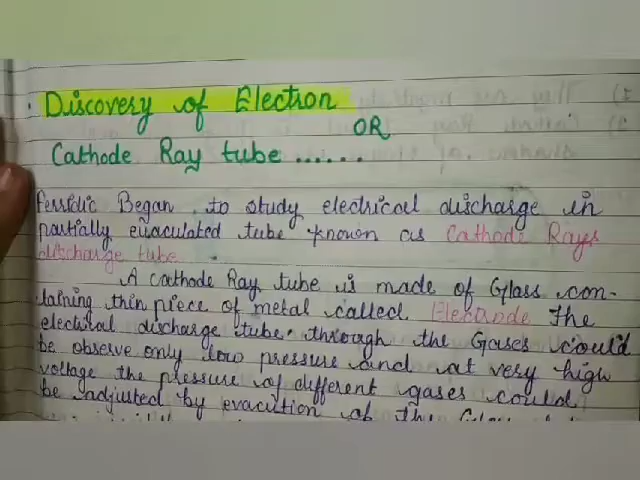 Discovery of Electron
OR
Cathode Ray tube ......
Began to study electrical discharge in
partially evaculated tube known as Cathode Rays
discharge tube
A cathode Ray tube is made of Glass con-
taining thin piece of metal called Electrode The
electrical discharge tube. through the Gases could
be observe only low pressure and at very high
voltage the pressure of different gases could
be adjusted by evacution of the Glass